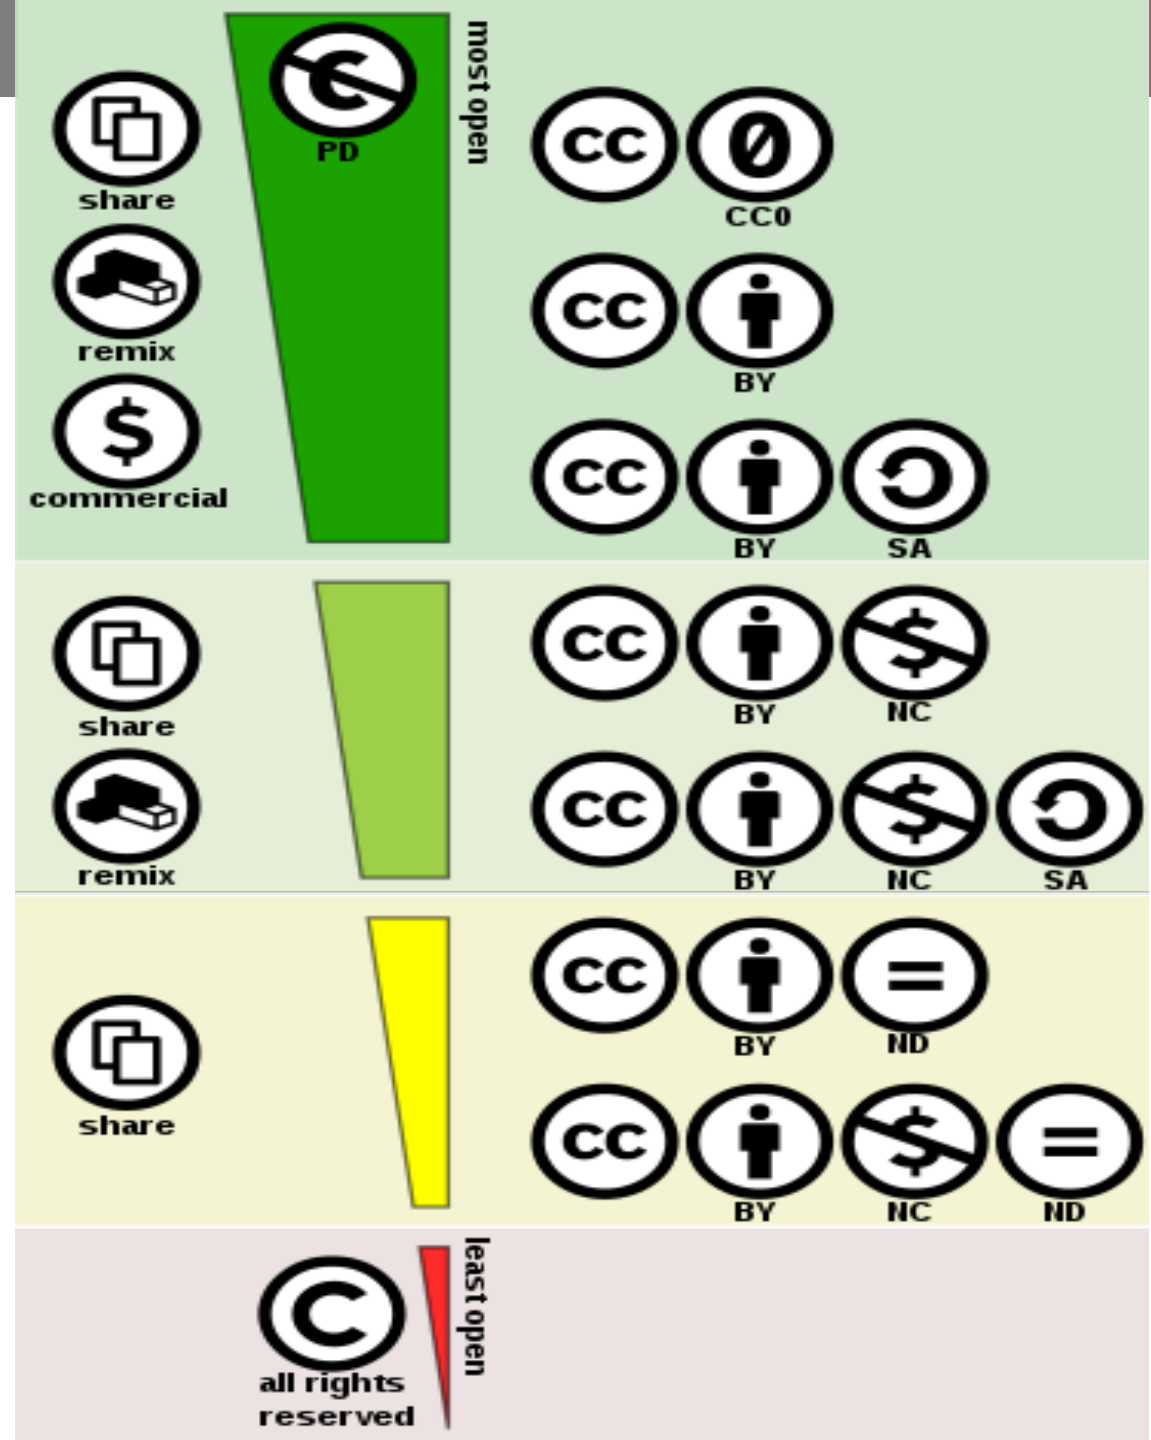 PD
most open
share
remix
commercial
cc 0
CC0
cc
BY
cc
BY SA
share
remix
cc $
BY NC
cc $
BY NC SA
share
cc =
BY ND
cc $ =
BY NC ND
C
all rights
reserved
least open